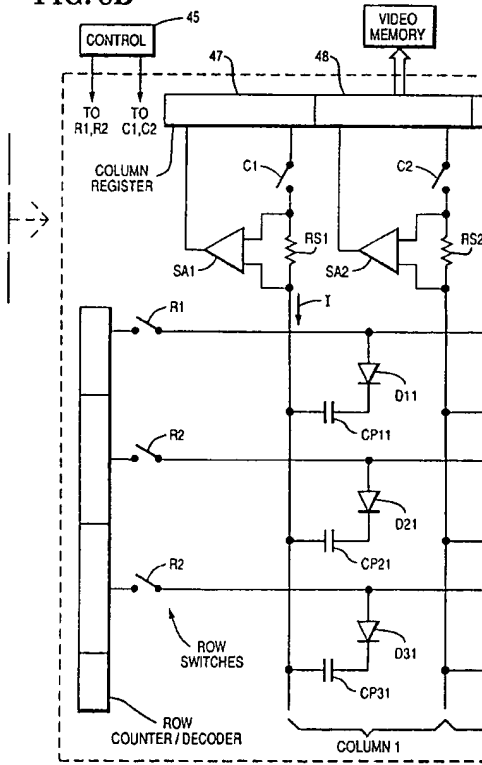 FIG. 6B
CONTROL
45
VIDEO
MEMORY
47
48
TO
R1,R2
TO
C1,C2
COLUMN
REGISTER
C1
C2
SA1
RS1
SA2
RS2
I
R1
D11
CP11
R2
D21
CP21
R2
D31
CP31
ROW
SWITCHES
ROW
COUNTER / DECODER
COLUMN 1